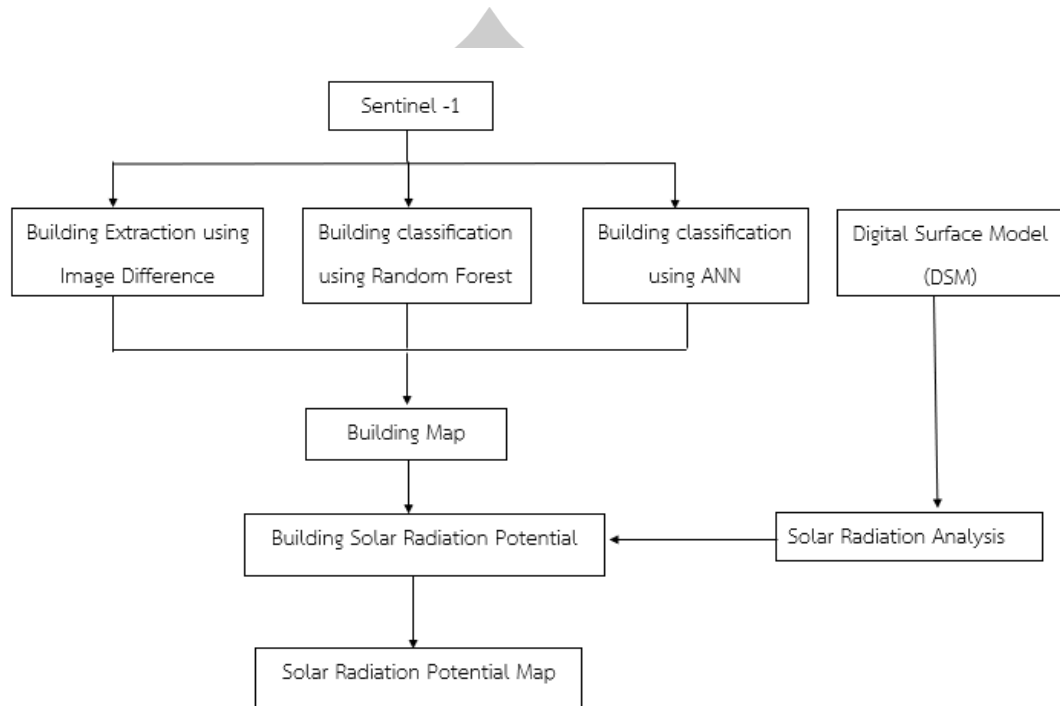 Sentinel -1
Building Extraction using
Image Difference
Building classification
using Random Forest
Building classification
using ANN
Digital Surface Model
(DSM)
Building Map
Building Solar Radiation Potential
Solar Radiation Analysis
Solar Radiation Potential Map